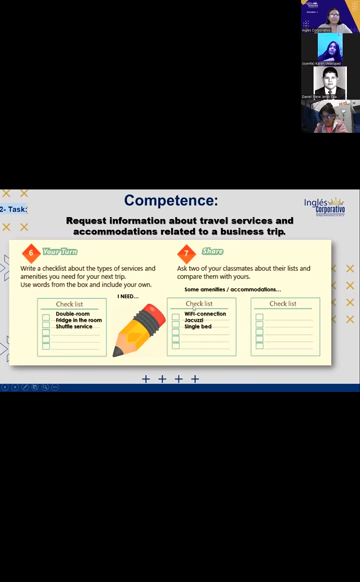 Inglés Corporativo
2- Task:
Competence:
Inglés
Corporativo
Request information about travel services and
accommodations related to a business trip.
6 Your Turn
Write a checklist about the types of services and
amenities you need for your next trip.
Use words from the box and include your own.
I NEED...
Check list
Double-room
Fridge in the room
Shuttle service
7 Share
Ask two of your classmates about their lists and
compare them with yours.
Some amenities / accommodations...
Check list
WiFi-connection
Jacuzzi
Single bed
Check list